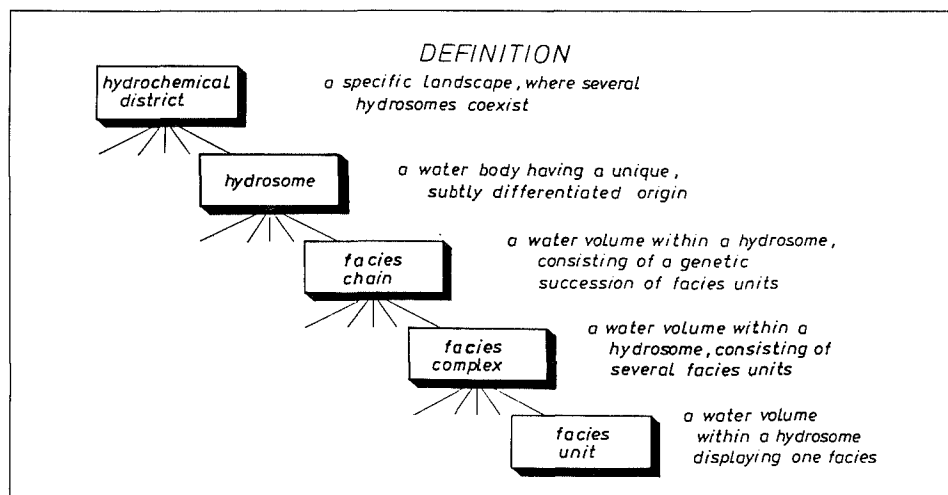 DEFINITION
hydrochemical
district
a specific landscape, where several
hydrosomes coexist
hydrosome
a water body having a unique,
subtly differentiated origin
facies
chain
a water volume within a hydrosome,
consisting of a genetic
succession of facies units
facies
complex
a water volume within a
hydrosome, consisting of
several facies units
facies
unit
a water volume
within a hydrosome
displaying one facies